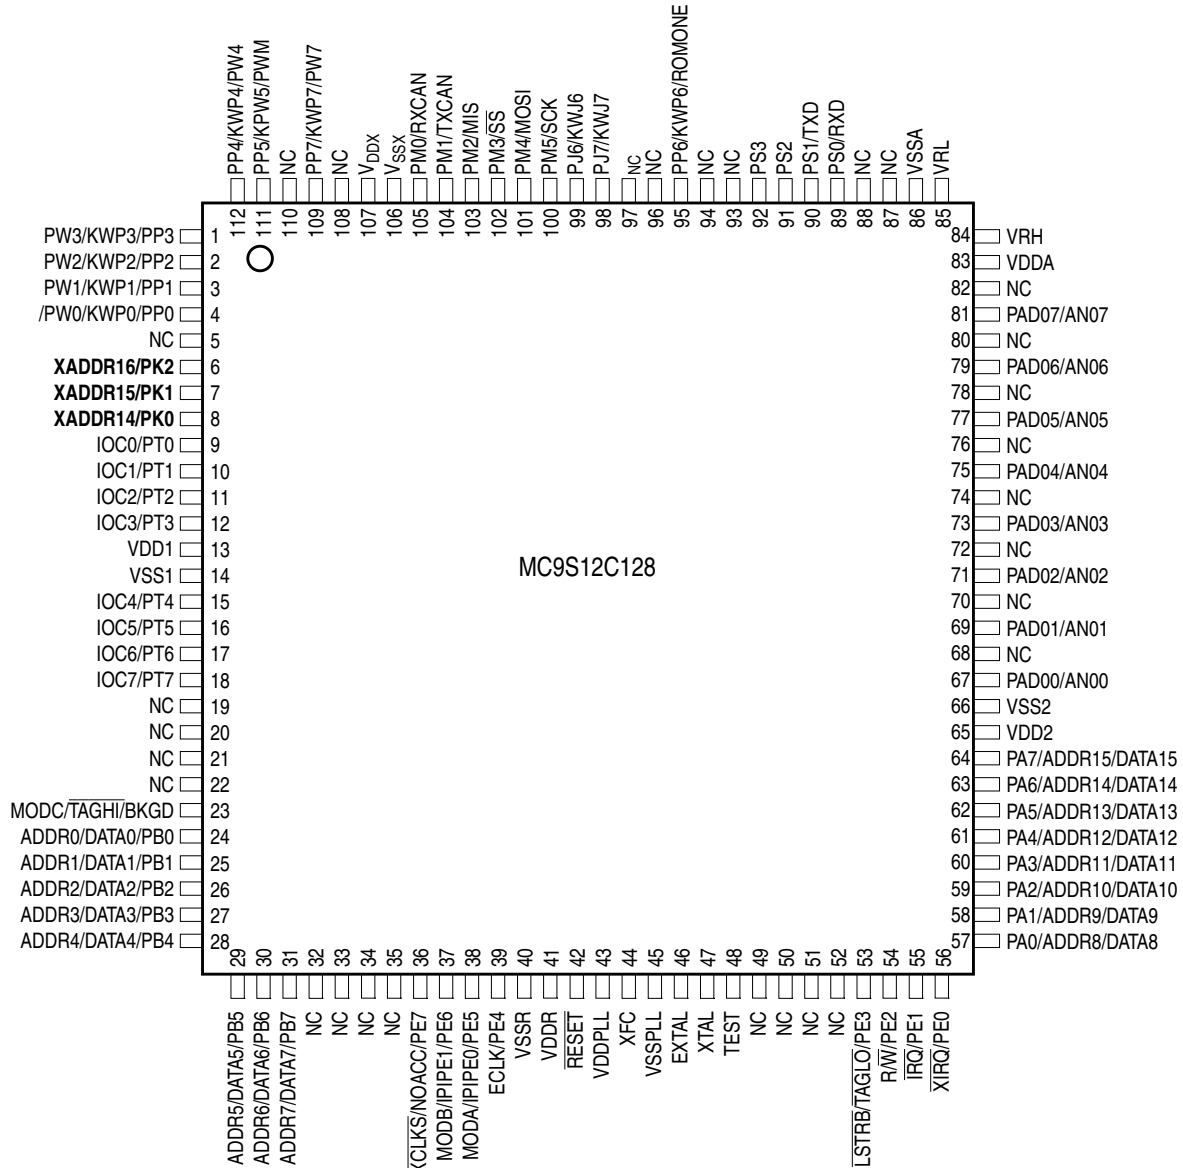 PP4/KWP4/PW4
PP5/KPW5/PWM
NC
PP7/KWP7/PW7
NC
VDDX
VSSX
PM0/RXCAN
PM1/TXCAN
PM2/MIS
PM3/SS
PM4/MOSI
PM5/SCK
PJ6/KWJ6
PJ7/KWJ7
NC
NC
PP6/KWP6/ROMONE
NC
NC
PS3
PS2
PS1/TXD
PS0/RXD
NC
NC
VSSA
VRL
112
111
110
109
108
107
106
105
104
103
102
101
100
99
98
97
96
95
94
93
92
91
90
89
88
87
86
85
PW3/KWP3/PP3 1
PW2/KWP2/PP2 2
PW1/KWP1/PP1 3
/PW0/KWP0/PP0 4
NC 5
XADDR16/PK2 6
XADDR15/PK1 7
XADDR14/PK0 8
IOC0/PT0 9
IOC1/PT1 10
IOC2/PT2 11
IOC3/PT3 12
VDD1 13
VSS1 14
IOC4/PT4 15
IOC5/PT5 16
IOC6/PT6 17
IOC7/PT7 18
NC 19
NC 20
NC 21
NC 22
MODC/TAGHI/BKGD 23
ADDR0/DATA0/PB0 24
ADDR1/DATA1/PB1 25
ADDR2/DATA2/PB2 26
ADDR3/DATA3/PB3 27
ADDR4/DATA4/PB4 28
MC9S12C128
84 VRH
83 VDDA
82 NC
81 PAD07/AN07
80 NC
79 PAD06/AN06
78 NC
77 PAD05/AN05
76 NC
75 PAD04/AN04
74 NC
73 PAD03/AN03
72 NC
71 PAD02/AN02
70 NC
69 PAD01/AN01
68 NC
67 PAD00/AN00
66 VSS2
65 VDD2
64 PA7/ADDR15/DATA15
63 PA6/ADDR14/DATA14
62 PA5/ADDR13/DATA13
61 PA4/ADDR12/DATA12
60 PA3/ADDR11/DATA11
59 PA2/ADDR10/DATA10
58 PA1/ADDR9/DATA9
57 PA0/ADDR8/DATA8
29
30
31
32
33
34
35
36
37
38
39
40
41
42
43
44
45
46
47
48
49
50
51
52
53
54
55
56
ADDR5/DATA5/PB5
ADDR6/DATA6/PB6
ADDR7/DATA7/PB7
NC
NC
NC
NC
XCLKS/NOACC/PE7
MODB/IPIPE1/PE6
MODA/IPIPE0/PE5
ECLK/PE4
VSSR
VDDR
RESET
VDDPLL
XFC
VSSPLL
EXTAL
XTAL
TEST
NC
NC
NC
NC
LSTRB/TAGLO/PE3
R/W/PE2
IRQ/PE1
XIRQ/PE0